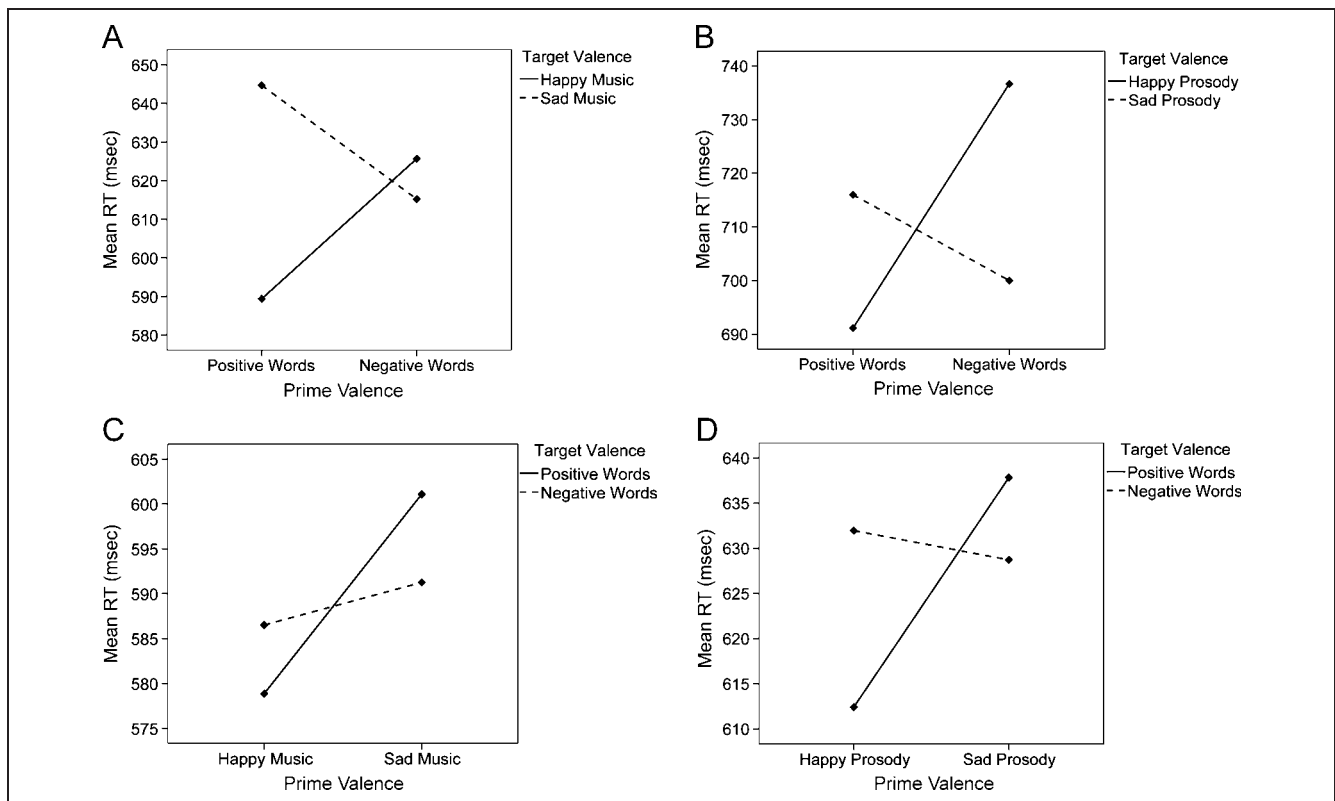 A
Target Valence
Happy Music
Sad Music
650
640
630
620
610
600
590
580
Mean RT (msec)
Positive Words Negative Words
Prime Valence
B
Target Valence
Happy Prosody
Sad Prosody
740
730
720
710
700
690
Mean RT (msec)
Positive Words Negative Words
Prime Valence
C
Target Valence
Positive Words
Negative Words
605
600
595
590
585
580
575
Mean RT (msec)
Happy Music Sad Music
Prime Valence
D
Target Valence
Positive Words
Negative Words
640
635
630
625
620
615
610
Mean RT (msec)
Happy Prosody Sad Prosody
Prime Valence